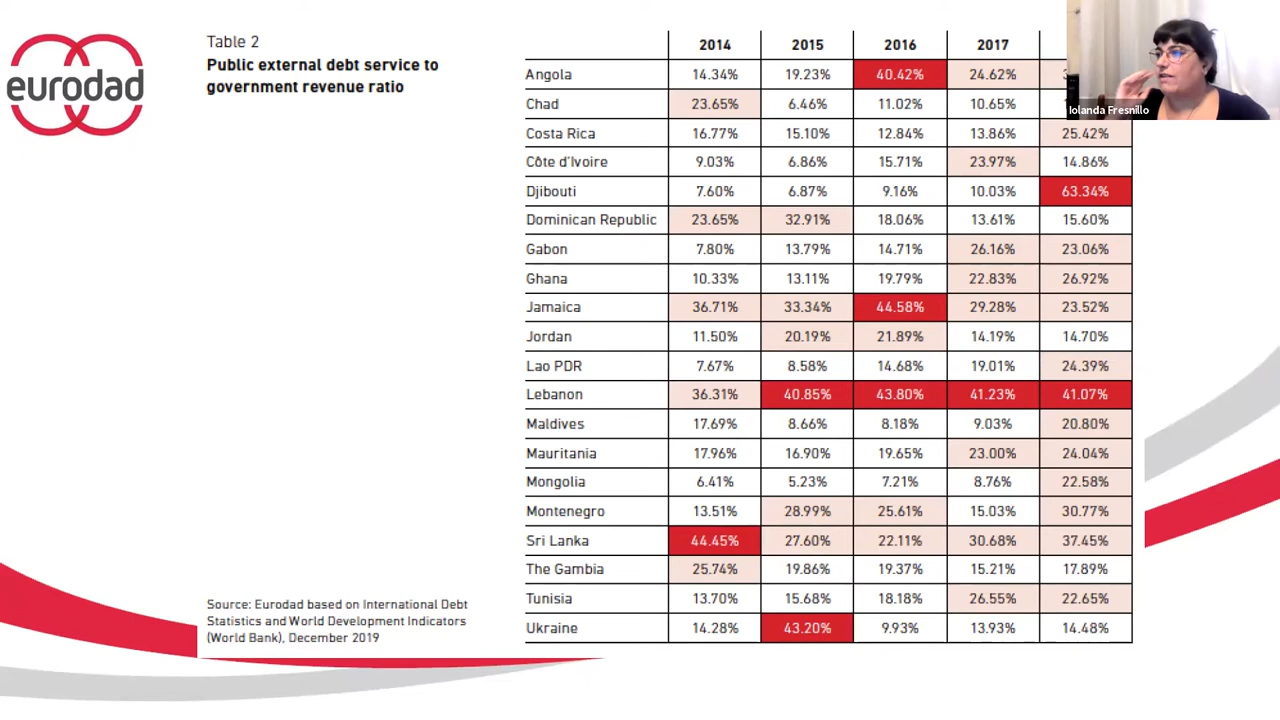 eurodad
Table 2
Public external debt service to
government revenue ratio
2014 2015 2016 2017
Angola 14.34% 19.23% 40.42% 24.62%
Chad 23.65% 6.46% 11.02% 10.65%
Costa Rica 16.77% 15.10% 12.84% 13.86% 25.42%
Côte d'Ivoire 9.03% 6.86% 15.71% 23.97% 14.86%
Djibouti 7.60% 6.87% 9.16% 10.03% 63.34%
Dominican Republic 23.65% 32.91% 18.06% 13.61% 15.60%
Gabon 7.80% 13.79% 14.71% 26.16% 23.06%
Ghana 10.33% 13.11% 19.79% 22.83% 26.92%
Jamaica 36.71% 33.34% 44.58% 29.28% 23.52%
Jordan 11.50% 20.19% 21.89% 14.19% 14.70%
Lao PDR 7.67% 8.58% 14.68% 19.01% 24.39%
Lebanon 36.31% 40.85% 43.80% 41.23% 41.07%
Maldives 17.69% 8.66% 8.18% 9.03% 20.80%
Mauritania 17.96% 16.90% 19.65% 23.00% 24.04%
Mongolia 6.41% 5.23% 7.21% 8.76% 22.58%
Montenegro 13.51% 28.99% 25.61% 15.03% 30.77%
Sri Lanka 44.45% 27.60% 22.11% 30.68% 37.45%
The Gambia 25.74% 19.86% 19.37% 15.21% 17.89%
Tunisia 13.70% 15.68% 18.18% 26.55% 22.65%
Ukraine 14.28% 43.20% 9.93% 13.93% 14.48%
Source: Eurodad based on International Debt
Statistics and World Development Indicators
(World Bank), December 2019
Iolanda Fresnillo